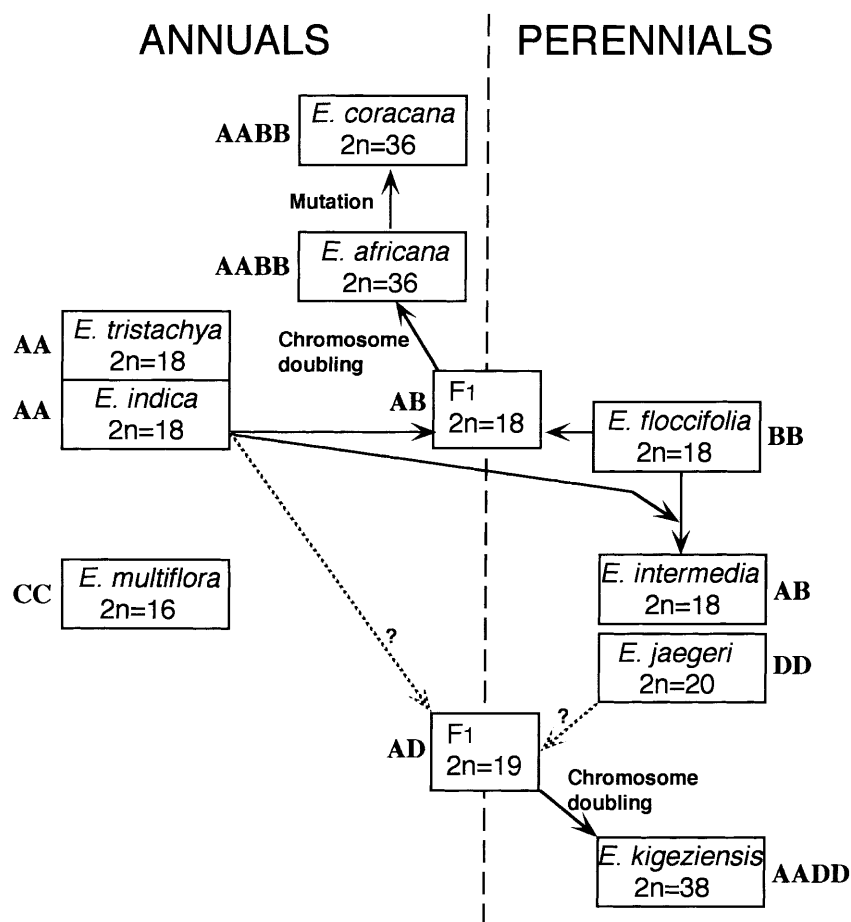 ANNUALS
PERENNIALS
AABB
E. coracana
2n=36
Mutation
AABB
E. africana
2n=36
Chromosome
doubling
AA
E. tristachya
2n=18
AA
E. indica
2n=18
AB
F1
2n=18
E. floccifolia
2n=18
BB
E. intermedia
2n=18
AB
CC
E. multiflora
2n=16
?
E. jaegeri
2n=20
DD
?
AD
F1
2n=19
Chromosome
doubling
E. kigeziensis
2n=38
AADD